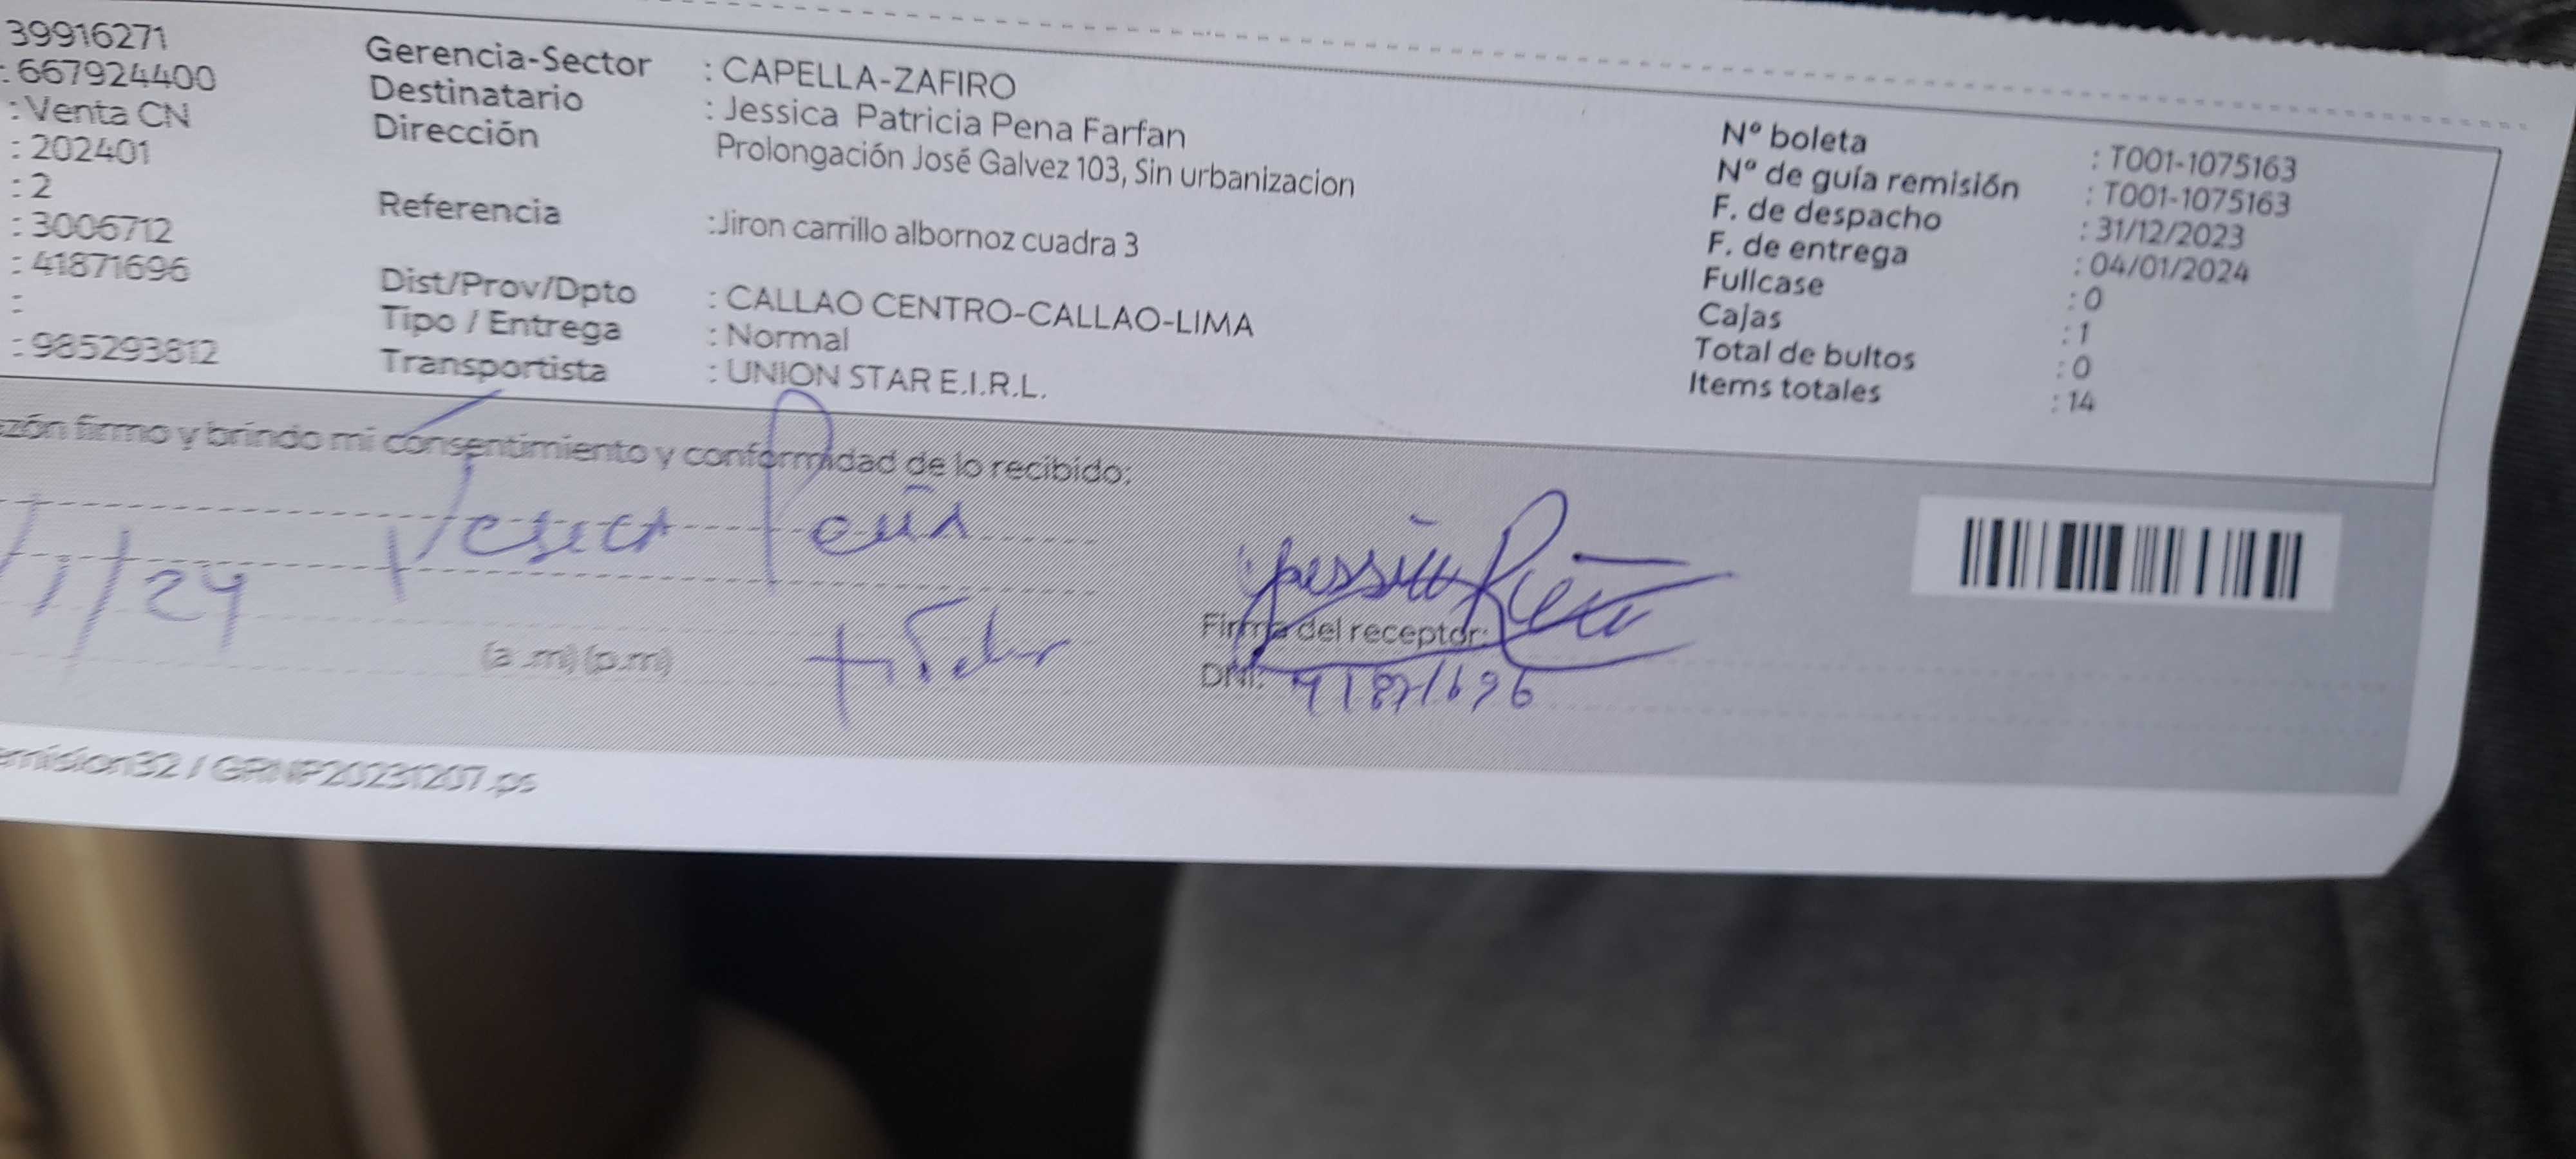 39916271
: 667924400
: Venta CN
: 202401
: 2
: 3006712
: 41871696
:
: 985293812
Gerencia-Sector : CAPELLA-ZAFIRO
Destinatario : Jessica Patricia Pena Farfan
Dirección Prolongación José Galvez 103, Sin urbanizacion
Referencia :Jiron carrillo albornoz cuadra 3
Dist/Prov/Dpto : CALLAO CENTRO-CALLAO-LIMA
Tipo / Entrega : Normal
Transportista : UNION STAR E.I.R.L.
N° boleta : T001-1075163
N° de guía remisión : T001-1075163
F. de despacho : 31/12/2023
F. de entrega : 04/01/2024
Fullcase : 0
Cajas : 1
Total de bultos : 0
Items totales : 14
zón firmo y brindo mi consentimiento y conformidad de lo recibido:
Peña
/1/24
(a .m) (p.m)
Jessica Peña
Firma del receptor:
DNI: 41871696
emision32 / GRNP20231207.ps